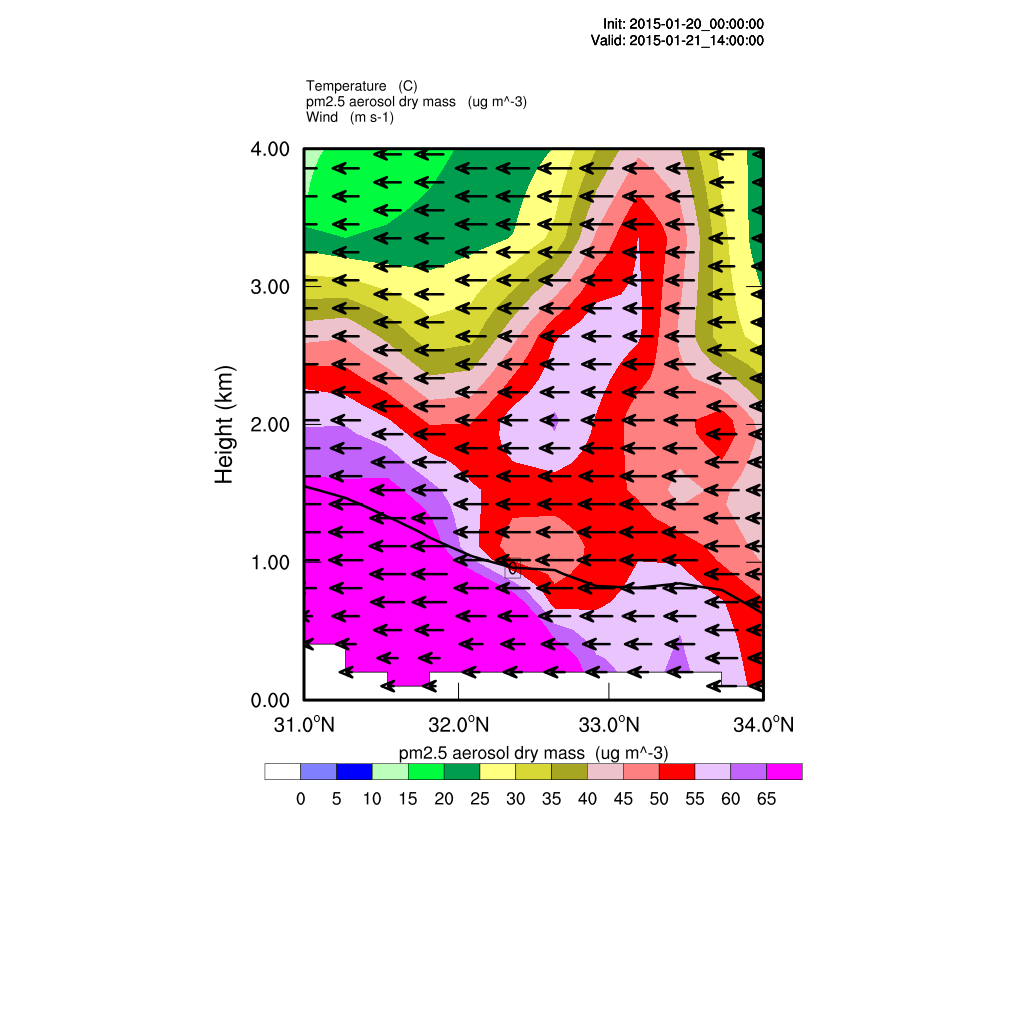 Init: 2015-01-20_00:00:00
Valid: 2015-01-21_14:00:00
Temperature (C)
pm2.5 aerosol dry mass (ug m^-3)
Wind (m s-1)
4.00
3.00
2.00
1.00
0.00
Height (km)
0
31.0°N 32.0°N 33.0°N 34.0°N
pm2.5 aerosol dry mass (ug m^-3)
0 5 10 15 20 25 30 35 40 45 50 55 60 65